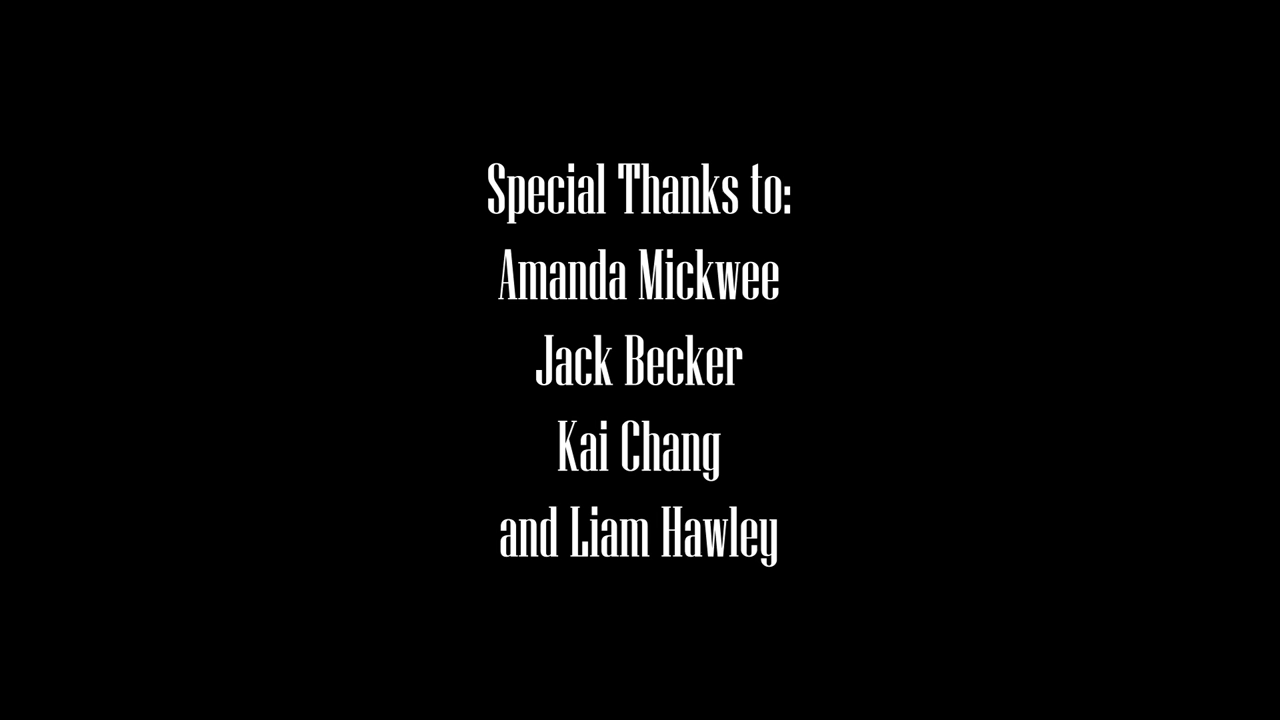 Special Thanks to:
Amanda Mickwee
Jack Becker
Kai Chang
and Liam Hawley